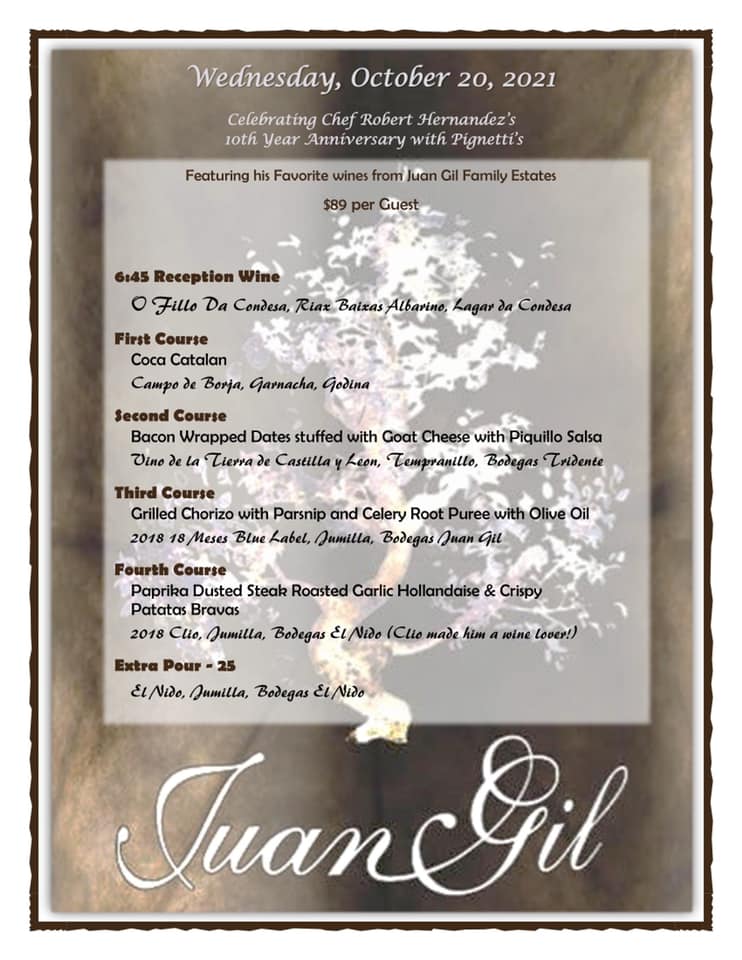 Wednesday, October 20, 2021
Celebrating Chef Robert Hernandez's
10th Year Anniversary with Pignetti's
Featuring his Favorite wines from Juan Gil Family Estates
$89 per Guest
6:45 Reception Wine
O Fillo Da Condesa, Riax Baixas Albarino, Lagar da Condesa
First Course
Coca Catalan
Campo de Borja, Garnacha, Godina
Second Course
Bacon Wrapped Dates stuffed with Goat Cheese with Piquillo Salsa
Vino de la Tierra de Castilla y Leon, Tempranillo, Bodegas Tridente
Third Course
Grilled Chorizo with Parsnip and Celery Root Puree with Olive Oil
2018 18 Meses Blue Label, Jumilla, Bodegas Juan Gil
Fourth Course
Paprika Dusted Steak Roasted Garlic Hollandaise & Crispy
Patatas Bravas
2018 Clio, Jumilla, Bodegas El Nido (Clio made him a wine lover!)
Extra Pour - 25
El Nido, Jumilla, Bodegas El Nido
Juan Gil